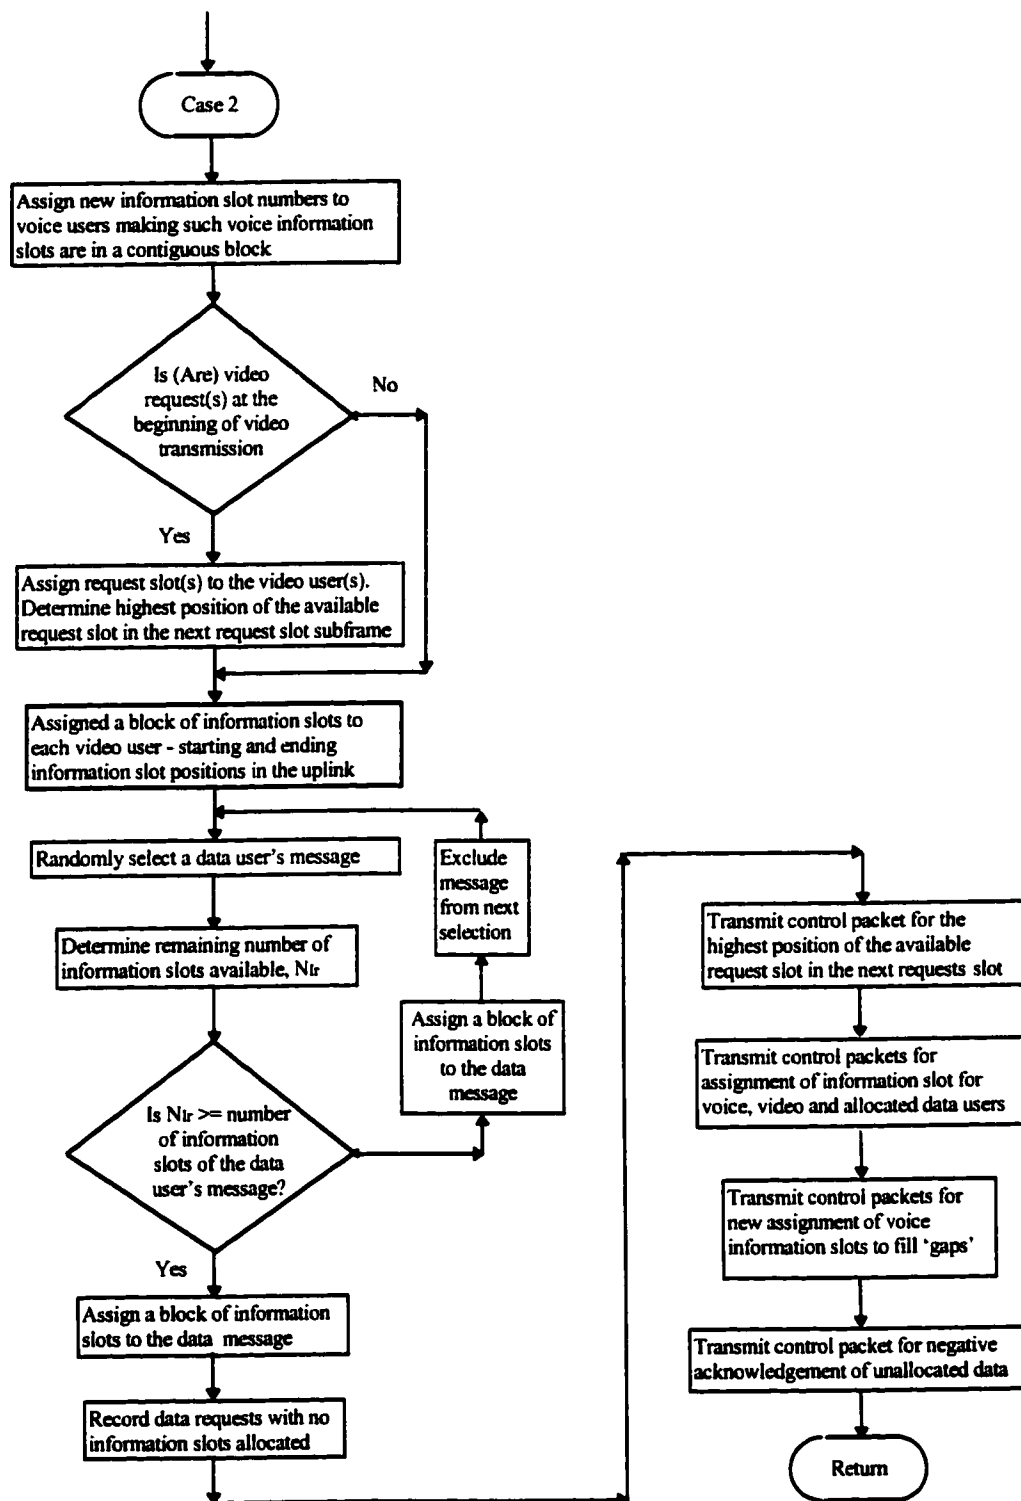 Case 2
Assign new information slot numbers to
voice users making such voice information
slots are in a contiguous block
Is (Are) video
request(s) at the
beginning of video
transmission
No
Yes
Assign request slot(s) to the video user(s).
Determine highest position of the available
request slot in the next request slot subframe
Assigned a block of information slots to
each video user - starting and ending
information slot positions in the uplink
Randomly select a data user's message
Exclude
message
from next
selection
Determine remaining number of
information slots available, NIr
Assign a block of
information slots
to the data
message
Is NIr >= number
of information
slots of the data
user's message?
Yes
Assign a block of information
slots to the data message
Record data requests with no
information slots allocated
Transmit control packet for the
highest position of the available
request slot in the next requests slot
Transmit control packets for
assignment of information slot for
voice, video and allocated data users
Transmit control packets for
new assignment of voice
information slots to fill 'gaps'
Transmit control packet for negative
acknowledgement of unallocated data
Return